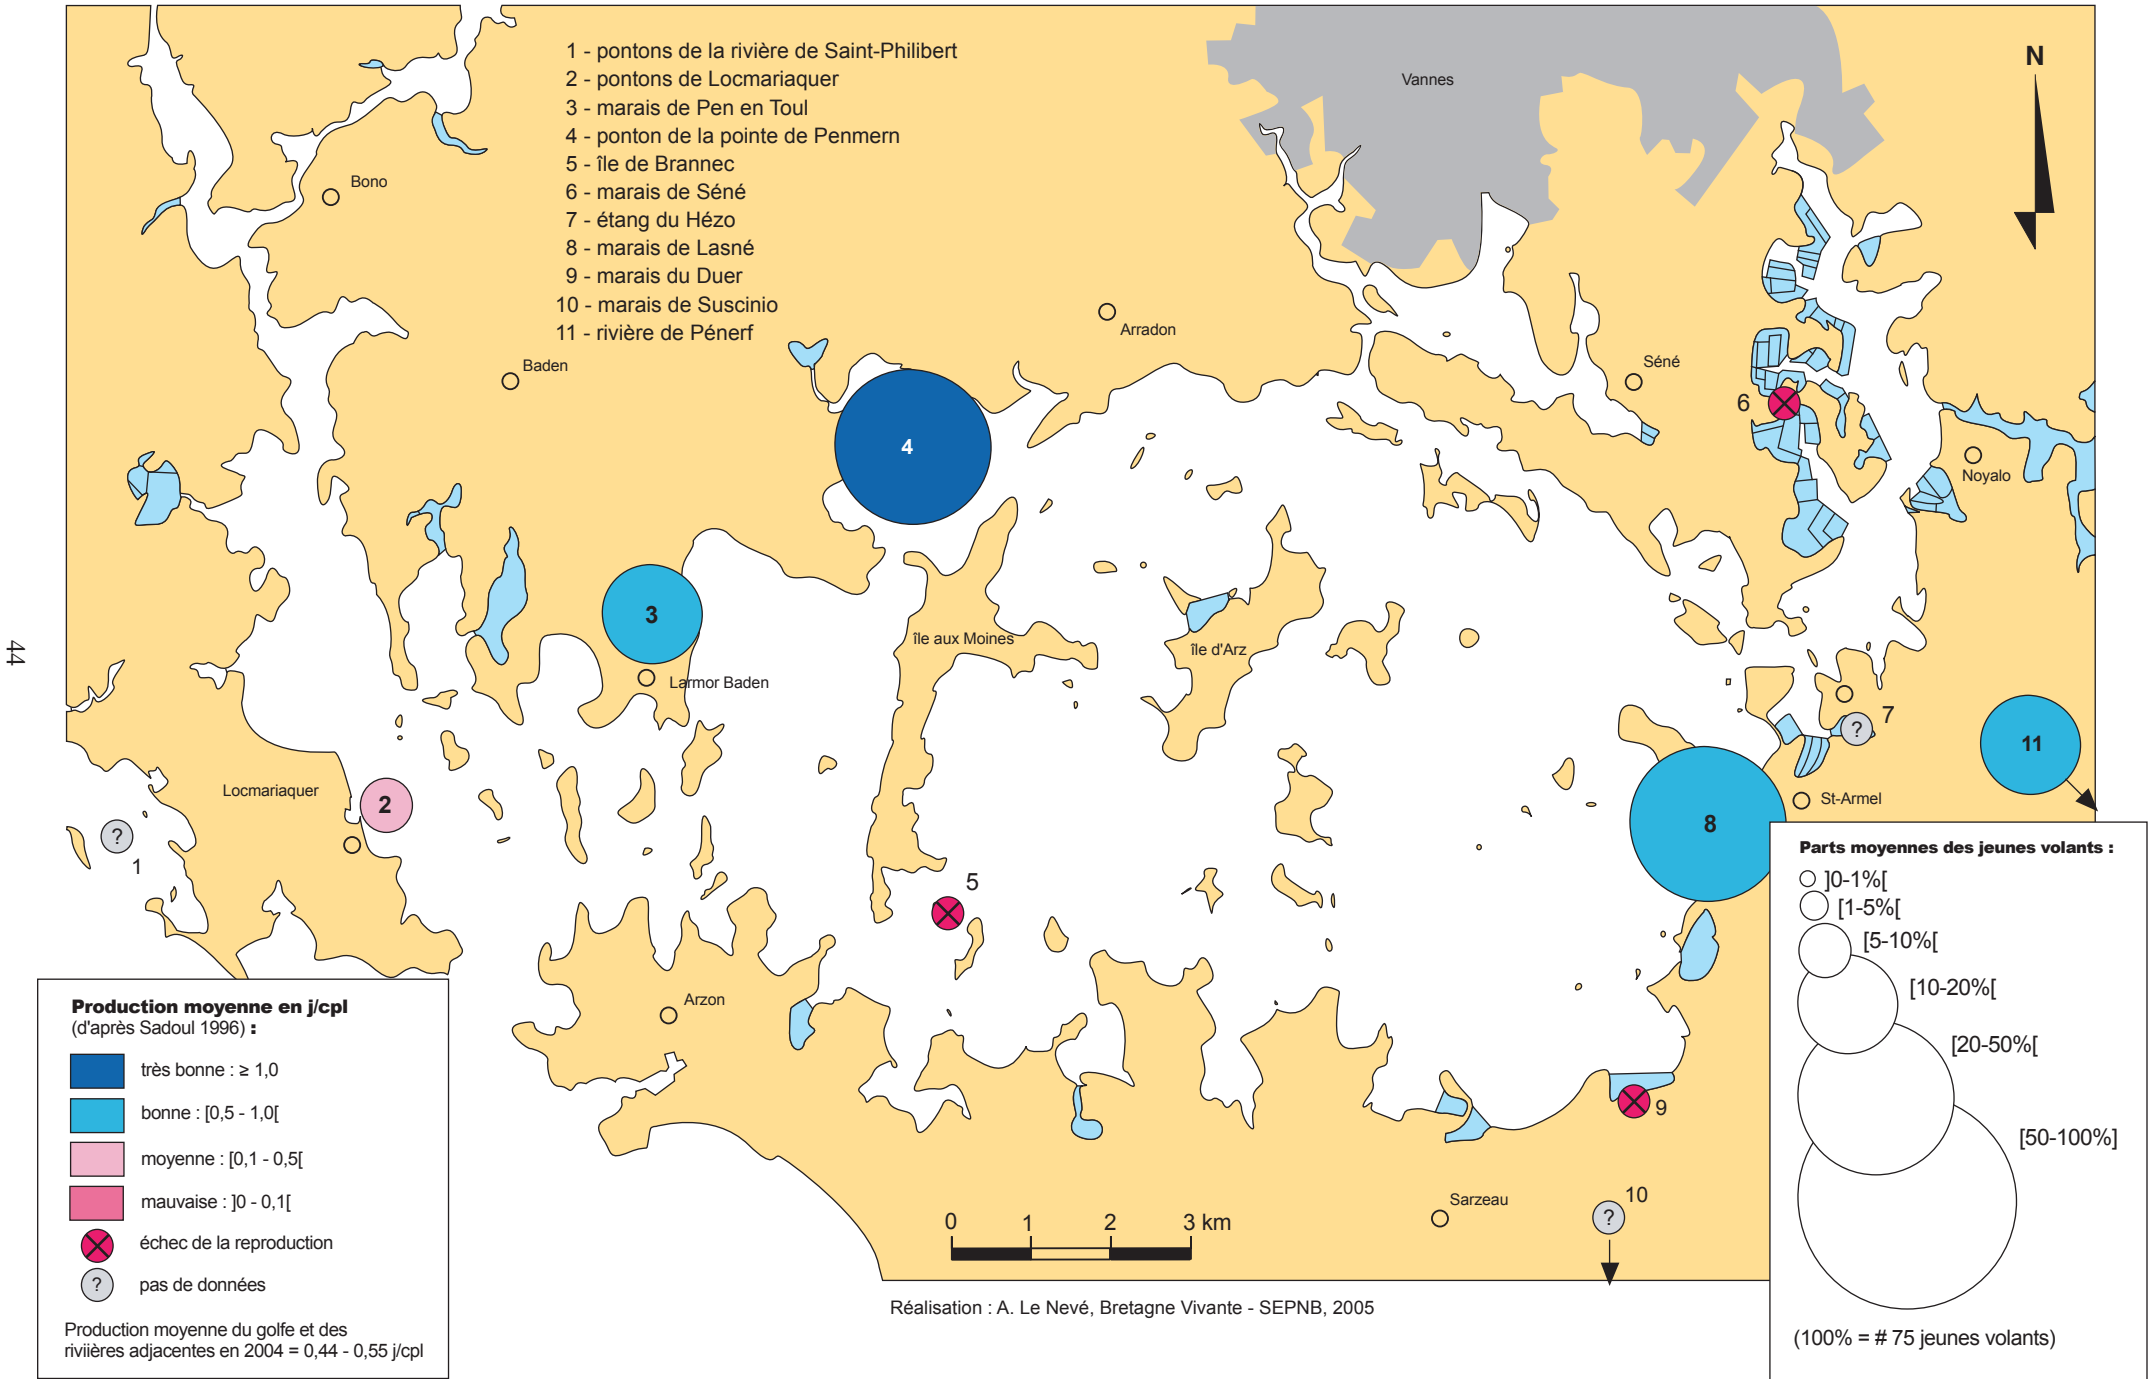 1 - pontons de la rivière de Saint-Philibert
2 - pontons de Locmariaquer
3 - marais de Pen en Toul
4 - ponton de la pointe de Penmern
5 - île de Brannec
6 - marais de Séné
7 - étang du Hézo
8 - marais de Lasné
9 - marais du Duer
10 - marais de Suscinio
11 - rivière de Pénerf
Vannes
N
Bono
Arradon
Baden
Séné
6
4
Noyalo
3
île aux Moines
île d'Arz
Larmor Baden
44
7
?
11
Locmariaquer
2
St-Armel
8
?
1
5
Arzon
9
Sarzeau
10
?
0 1 2 3 km
Réalisation : A. Le Nevé, Bretagne Vivante - SEPNB, 2005
Production moyenne en j/cpl
(d'après Sadoul 1996) :
très bonne : ≥ 1,0
bonne : [0,5 - 1,0[
moyenne : [0,1 - 0,5[
mauvaise : ]0 - 0,1[
échec de la reproduction
? pas de données
Production moyenne du golfe et des
riviières adjacentes en 2004 = 0,44 - 0,55 j/cpl
Parts moyennes des jeunes volants :
]0-1%[
[1-5%[
[5-10%[
[10-20%[
[20-50%[
[50-100%]
(100% = # 75 jeunes volants)